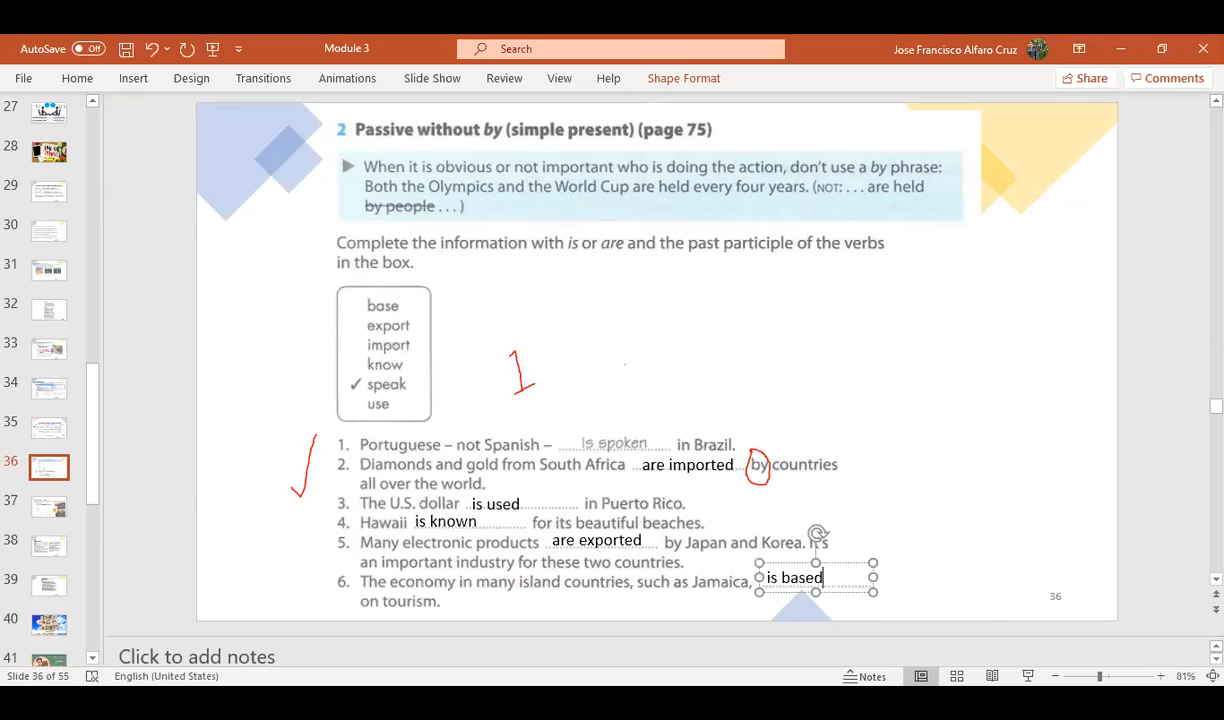 AutoSave Off Module 3 Search Jose Francisco Alfaro Cruz
File Home Insert Design Transitions Animations Slide Show Review View Help Shape Format Share Comments
27
28
29
30
31
32
33
34
35
36
37
38
39
40
41
2 Passive without by (simple present) (page 75)
When it is obvious or not important who is doing the action, don't use a by phrase:
Both the Olympics and the World Cup are held every four years. (NOT: . . . are held
by people . . . )
Complete the information with is or are and the past participle of the verbs
in the box.
base
export
import
know
✓ speak
use
1
1. Portuguese – not Spanish – is spoken in Brazil.
2. Diamonds and gold from South Africa are imported by countries
all over the world.
3. The U.S. dollar is used in Puerto Rico.
4. Hawaii is known for its beautiful beaches.
5. Many electronic products are exported by Japan and Korea. It's
an important industry for these two countries.
6. The economy in many island countries, such as Jamaica, is based
on tourism.
36
Click to add notes
Slide 36 of 55 English (United States) Notes 81%